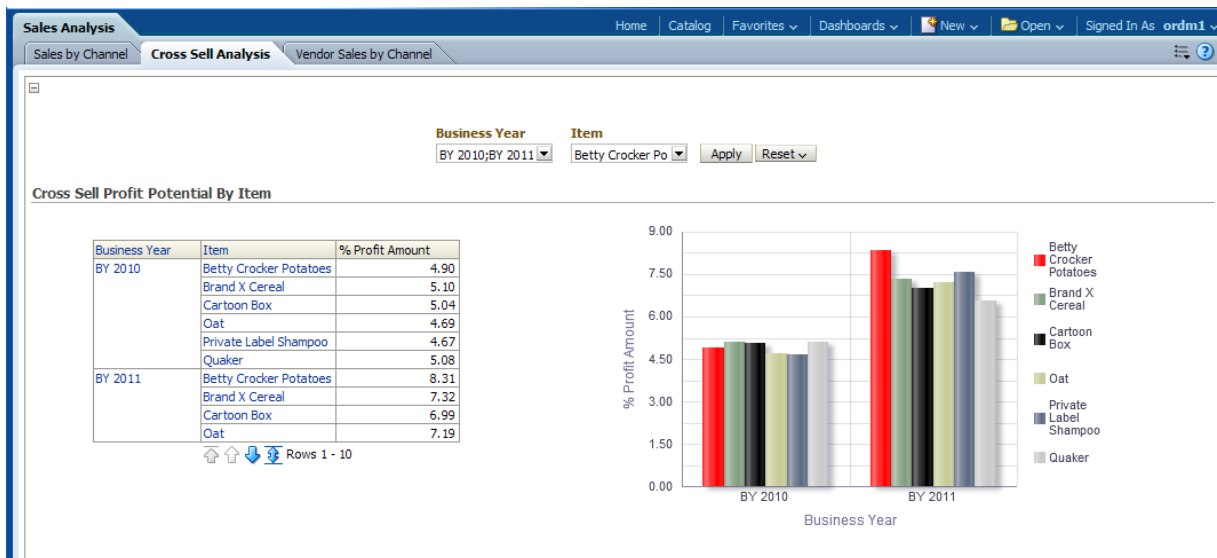 Sales Analysis
Home Catalog Favorites Dashboards New Open Signed In As ordm1
Sales by Channel Cross Sell Analysis Vendor Sales by Channel
Business Year Item
BY 2010;BY 2011 Betty Crocker Po Apply Reset
Cross Sell Profit Potential By Item
Business Year Item % Profit Amount
BY 2010 Betty Crocker Potatoes 4.90
Brand X Cereal 5.10
Cartoon Box 5.04
Oat 4.69
Private Label Shampoo 4.67
Quaker 5.08
BY 2011 Betty Crocker Potatoes 8.31
Brand X Cereal 7.32
Cartoon Box 6.99
Oat 7.19
Rows 1 - 10
% Profit Amount
9.00
7.50
6.00
4.50
3.00
1.50
0.00
BY 2010 BY 2011
Business Year
Betty
Crocker
Potatoes
Brand X
Cereal
Cartoon
Box
Oat
Private
Label
Shampoo
Quaker